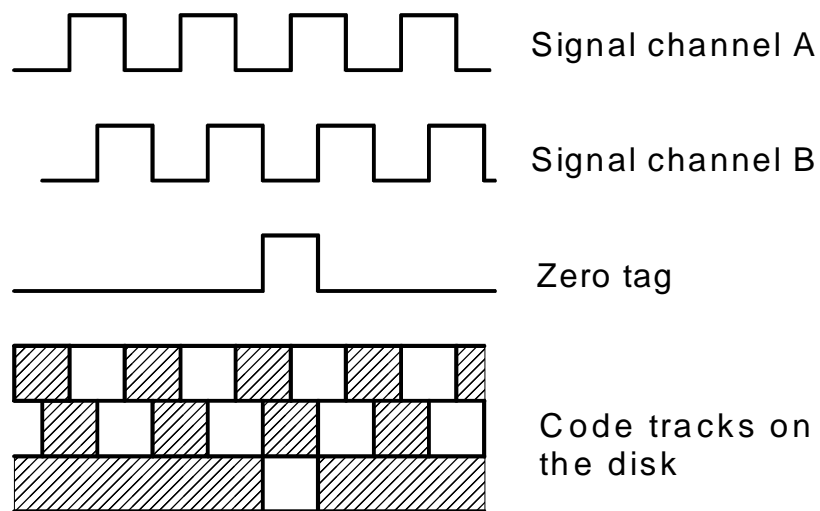 Signal channel A
Signal channel B
Zero tag
Code tracks on
the disk